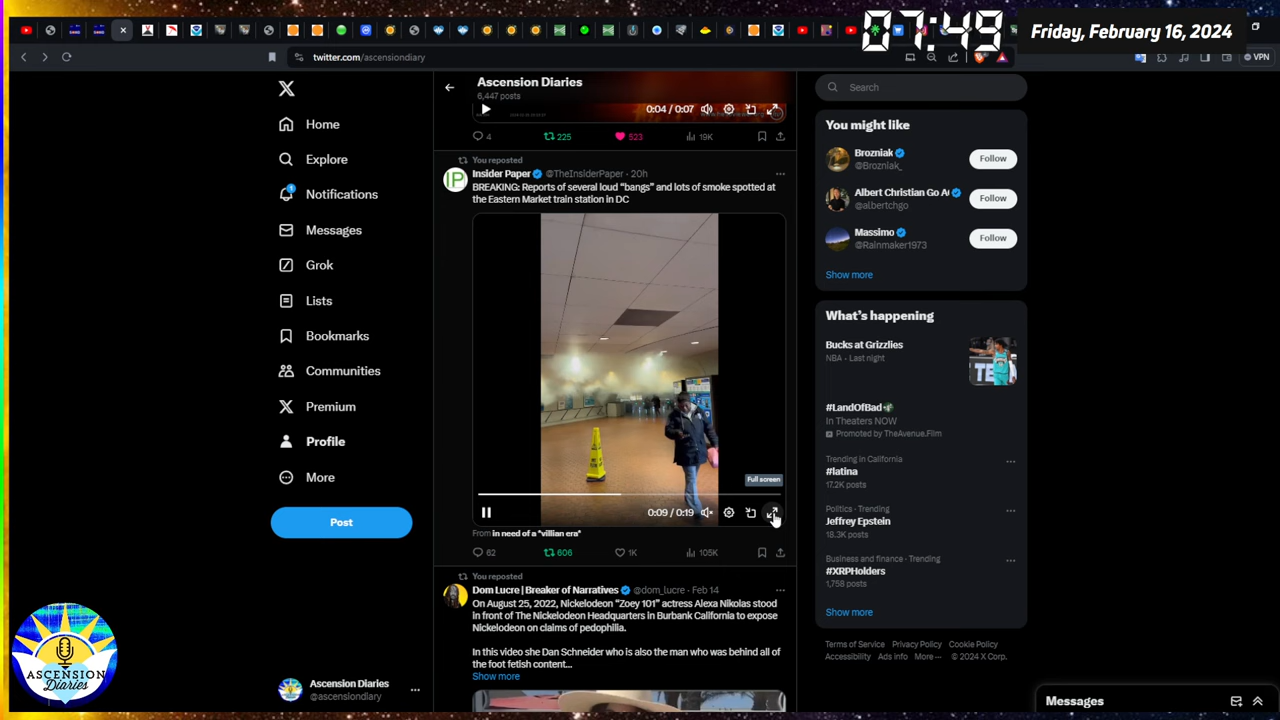 07:49
Friday, February 16, 2024
twitter.com/ascensiondiary
VPN
Home
Explore
Notifications
Messages
Grok
Lists
Bookmarks
Communities
Premium
Profile
More
Post
Ascension Diaries
@ascensiondiary
ASCENSION
Diaries
Ascension Diaries
6,447 posts
0:04 / 0:07
4
225
523
19K
You reposted
Insider Paper @TheInsiderPaper · 20h
BREAKING: Reports of several loud “bangs” and lots of smoke spotted at
the Eastern Market train station in DC
Full screen
0:09 / 0:19
From in need of a *villian era*
62
606
1K
105K
You reposted
Dom Lucre | Breaker of Narratives @dom_lucre · Feb 14
On August 25, 2022, Nickelodeon “Zoey 101” actress Alexa Nikolas stood
in front of The Nickelodeon Headquarters in Burbank California to expose
Nickelodeon on claims of pedophilia.
In this video she Dan Schneider who is also the man who was behind all of
the foot fetish content...
Show more
Search
You might like
Brozniak
@Brozniak_
Follow
Albert Christian Go A
@albertchgo
Follow
Massimo
@Rainmaker1973
Follow
Show more
What’s happening
Bucks at Grizzlies
NBA · Last night
#LandOfBad
In Theaters NOW
Promoted by TheAvenue.Film
Trending in California
#latina
17.2K posts
Politics · Trending
Jeffrey Epstein
18.3K posts
Business and finance · Trending
#XRPHolders
1,758 posts
Show more
Terms of Service Privacy Policy Cookie Policy
Accessibility Ads info More ··· © 2024 X Corp.
Messages